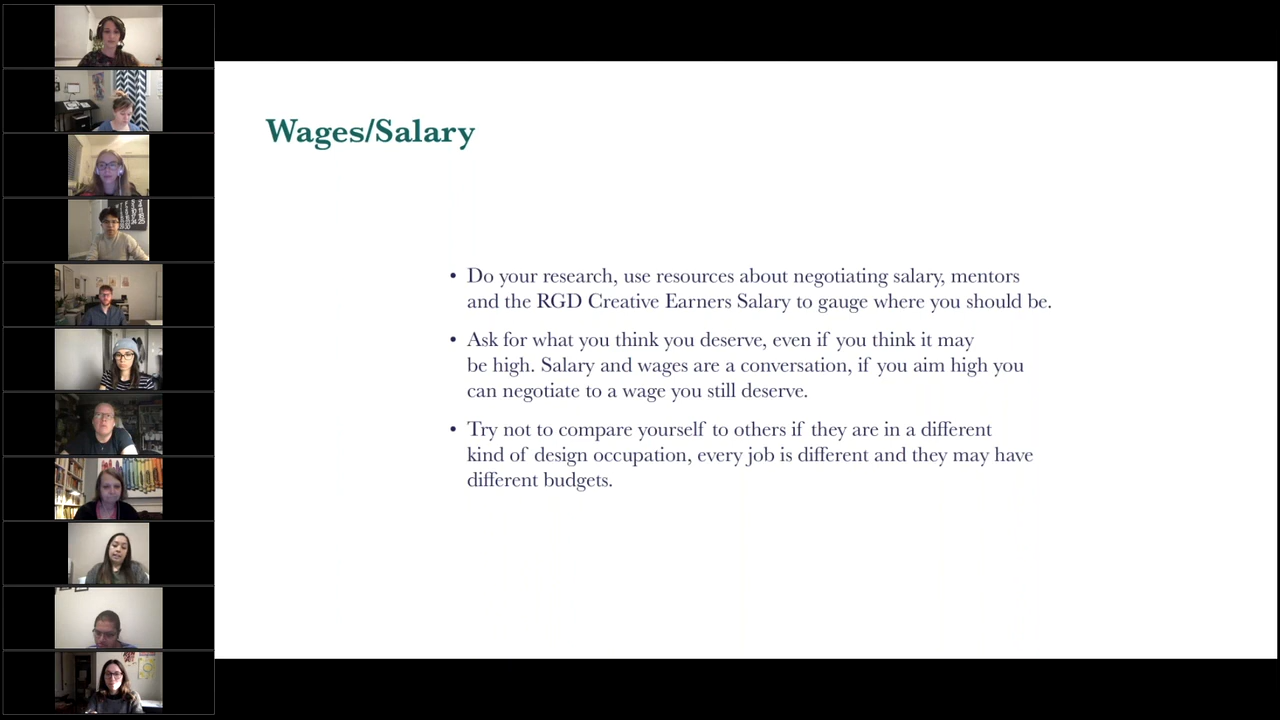 Wages/Salary
• Do your research, use resources about negotiating salary, mentors
and the RGD Creative Earners Salary to gauge where you should be.
• Ask for what you think you deserve, even if you think it may
be high. Salary and wages are a conversation, if you aim high you
can negotiate to a wage you still deserve.
• Try not to compare yourself to others if they are in a different
kind of design occupation, every job is different and they may have
different budgets.